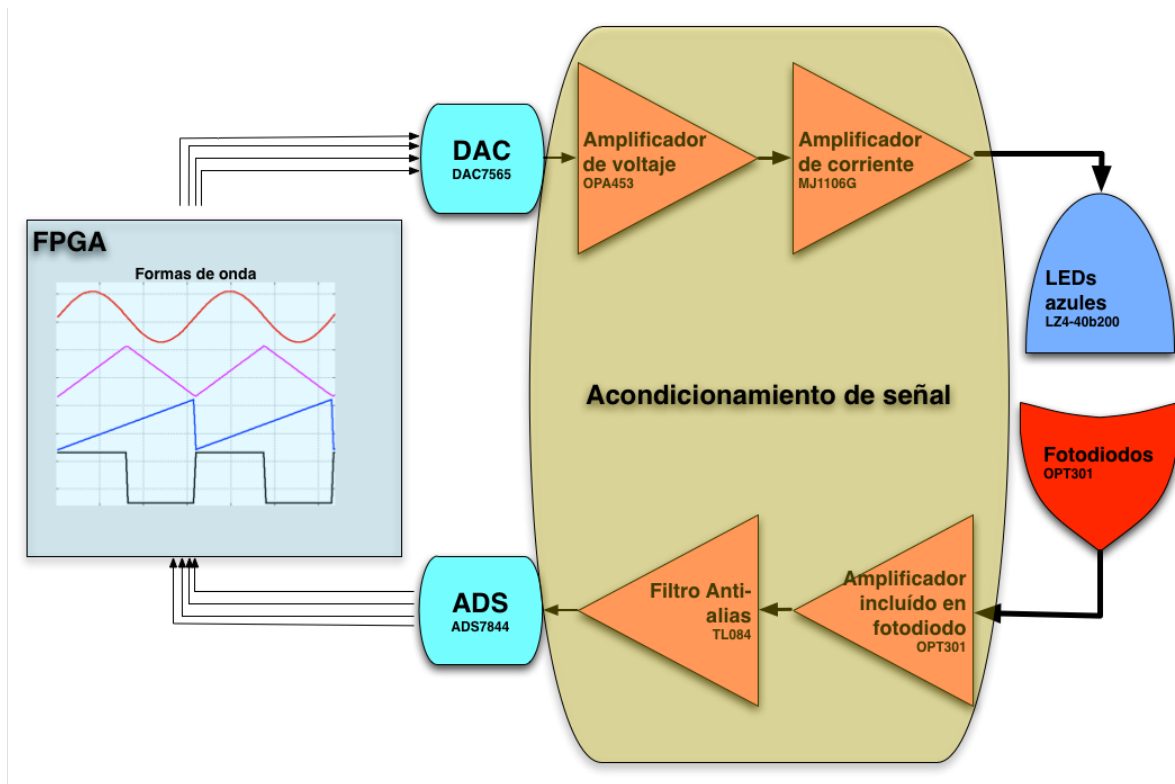 DAC
DAC7565
Amplificador
de voltaje
OPA453
Amplificador
de corriente
MJ1106G
FPGA
Formas de onda
LEDs
azules
LZ4-40b200
Acondicionamiento de señal
Fotodiodos
OPT301
ADS
ADS7844
Filtro Anti-
alias
TL084
Amplificador
incluído en
fotodiodo
OPT301